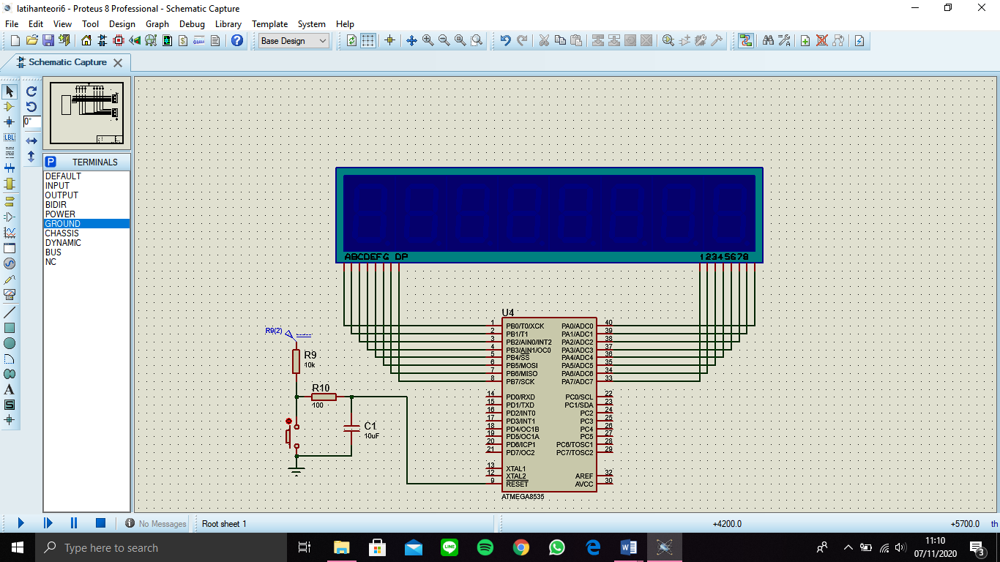 latihanteori6 - Proteus 8 Professional - Schematic Capture
File Edit View Tool Design Graph Debug Library Template System Help
Base Design
Schematic Capture
0°
LBL
P TERMINALS
DEFAULT
INPUT
OUTPUT
BIDIR
POWER
GROUND
CHASSIS
DYNAMIC
BUS
NC
A
S
ABCDEFG DP
12345678
U4
1 PB0/T0/XCK PA0/ADC0 40
2 PB1/T1 PA1/ADC1 39
3 PB2/AIN0/INT2 PA2/ADC2 38
4 PB3/AIN1/OC0 PA3/ADC3 37
5 PB4/SS PA4/ADC4 36
6 PB5/MOSI PA5/ADC5 35
7 PB6/MISO PA6/ADC6 34
8 PB7/SCK PA7/ADC7 33
14 PD0/RXD PC0/SCL 22
15 PD1/TXD PC1/SDA 23
16 PD2/INT0 PC2 24
17 PD3/INT1 PC3 25
18 PD4/OC1B PC4 26
19 PD5/OC1A PC5 27
20 PD6/ICP1 PC6/TOSC1 28
21 PD7/OC2 PC7/TOSC2 29
13 XTAL1
12 XTAL2 AREF 32
9 RESET AVCC 30
ATMEGA8535
R9(2)
R9
10k
R10
100
C1
10uF
No Messages
Root sheet 1
+4200.0
+5700.0
th
Type here to search
LINE
11:10
07/11/2020
3